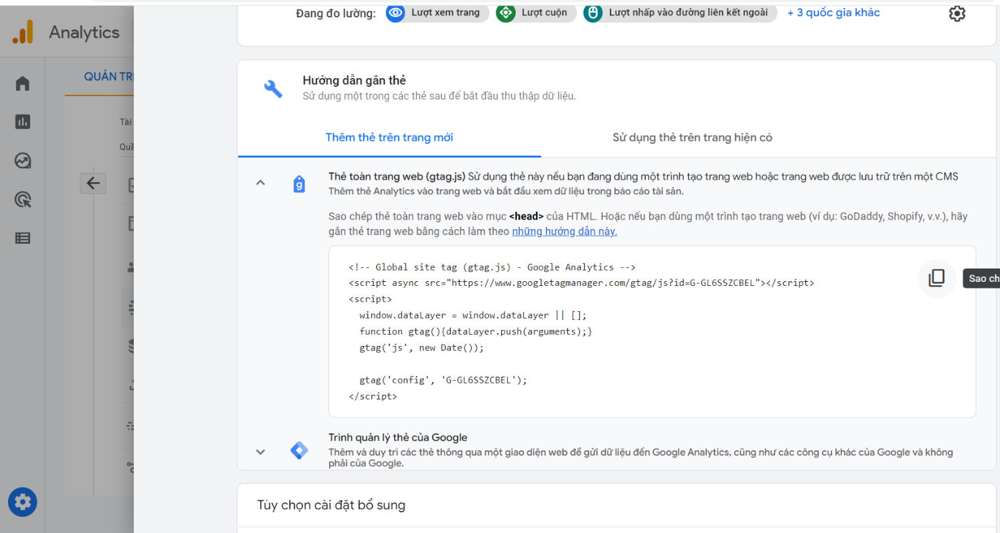 Đang đo lường: Lượt xem trang Lượt cuộn Lượt nhấp vào đường liên kết ngoài + 3 quốc gia khác
Analytics
QUẢN TRỊ
Tài
Hướng dẫn gắn thẻ
Sử dụng một trong các thẻ sau để bắt đầu thu thập dữ liệu.
Thêm thẻ trên trang mới Sử dụng thẻ trên trang hiện có
Thẻ toàn trang web (gtag.js) Sử dụng thẻ này nếu bạn đang dùng một trình tạo trang web hoặc trang web được lưu trữ trên một CMS
Thêm thẻ Analytics vào trang web và bắt đầu xem dữ liệu trong báo cáo tài sản.
Sao chép thẻ toàn trang web vào mục <head> của HTML. Hoặc nếu bạn dùng một trình tạo trang web (ví dụ: GoDaddy, Shopify, v.v.), hãy
gắn thẻ trang web bằng cách làm theo những hướng dẫn này.
<!-- Global site tag (gtag.js) - Google Analytics -->
<script async src="https://www.googletagmanager.com/gtag/js?id=G-GL6SSZCBEL"></script>
<script>
window.dataLayer = window.dataLayer || [];
function gtag(){dataLayer.push(arguments);}
gtag('js', new Date());
gtag('config', 'G-GL6SSZCBEL');
</script>
Sao ch
Trình quản lý thẻ của Google
Thêm và duy trì các thẻ thông qua một giao diện web để gửi dữ liệu đến Google Analytics, cũng như các công cụ khác của Google và không
phải của Google.
Tùy chọn cài đặt bổ sung